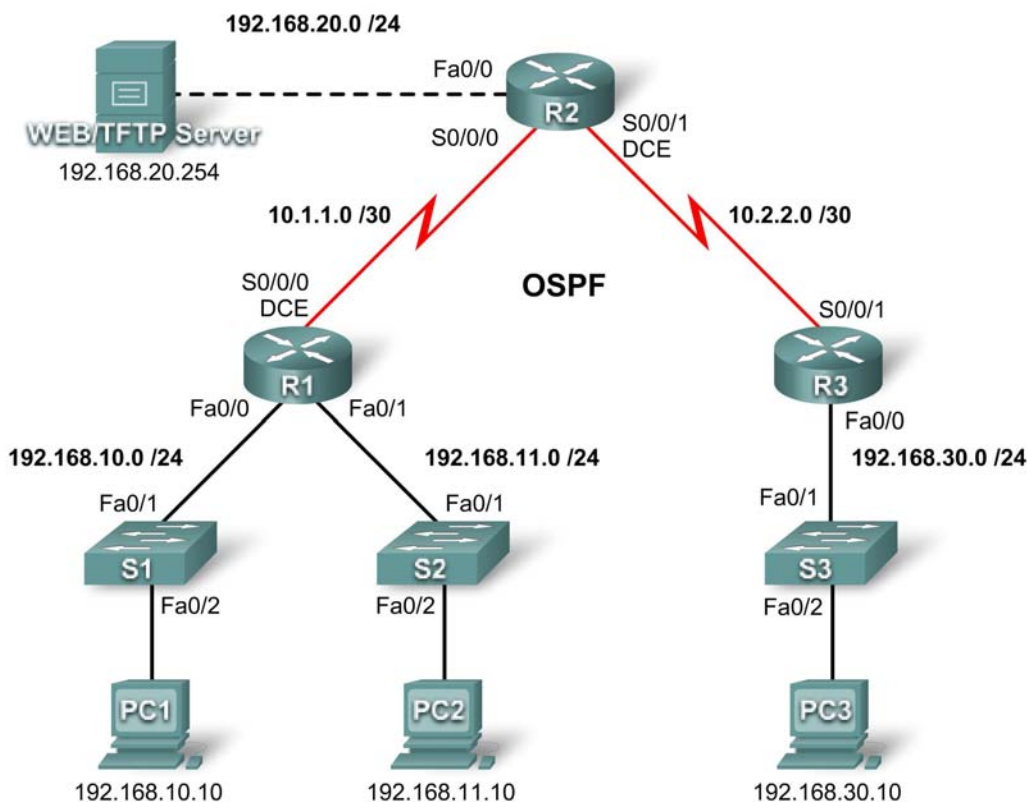 192.168.20.0 /24
Fa0/0
R2
WEB/TFTP Server
S0/0/0
S0/0/1
DCE
192.168.20.254
10.1.1.0 /30
10.2.2.0 /30
OSPF
S0/0/0
DCE
S0/0/1
R1
R3
Fa0/0
Fa0/1
Fa0/0
192.168.10.0 /24
192.168.11.0 /24
192.168.30.0 /24
Fa0/1
Fa0/1
Fa0/1
S1
S2
S3
Fa0/2
Fa0/2
Fa0/2
PC1
PC2
PC3
192.168.10.10
192.168.11.10
192.168.30.10